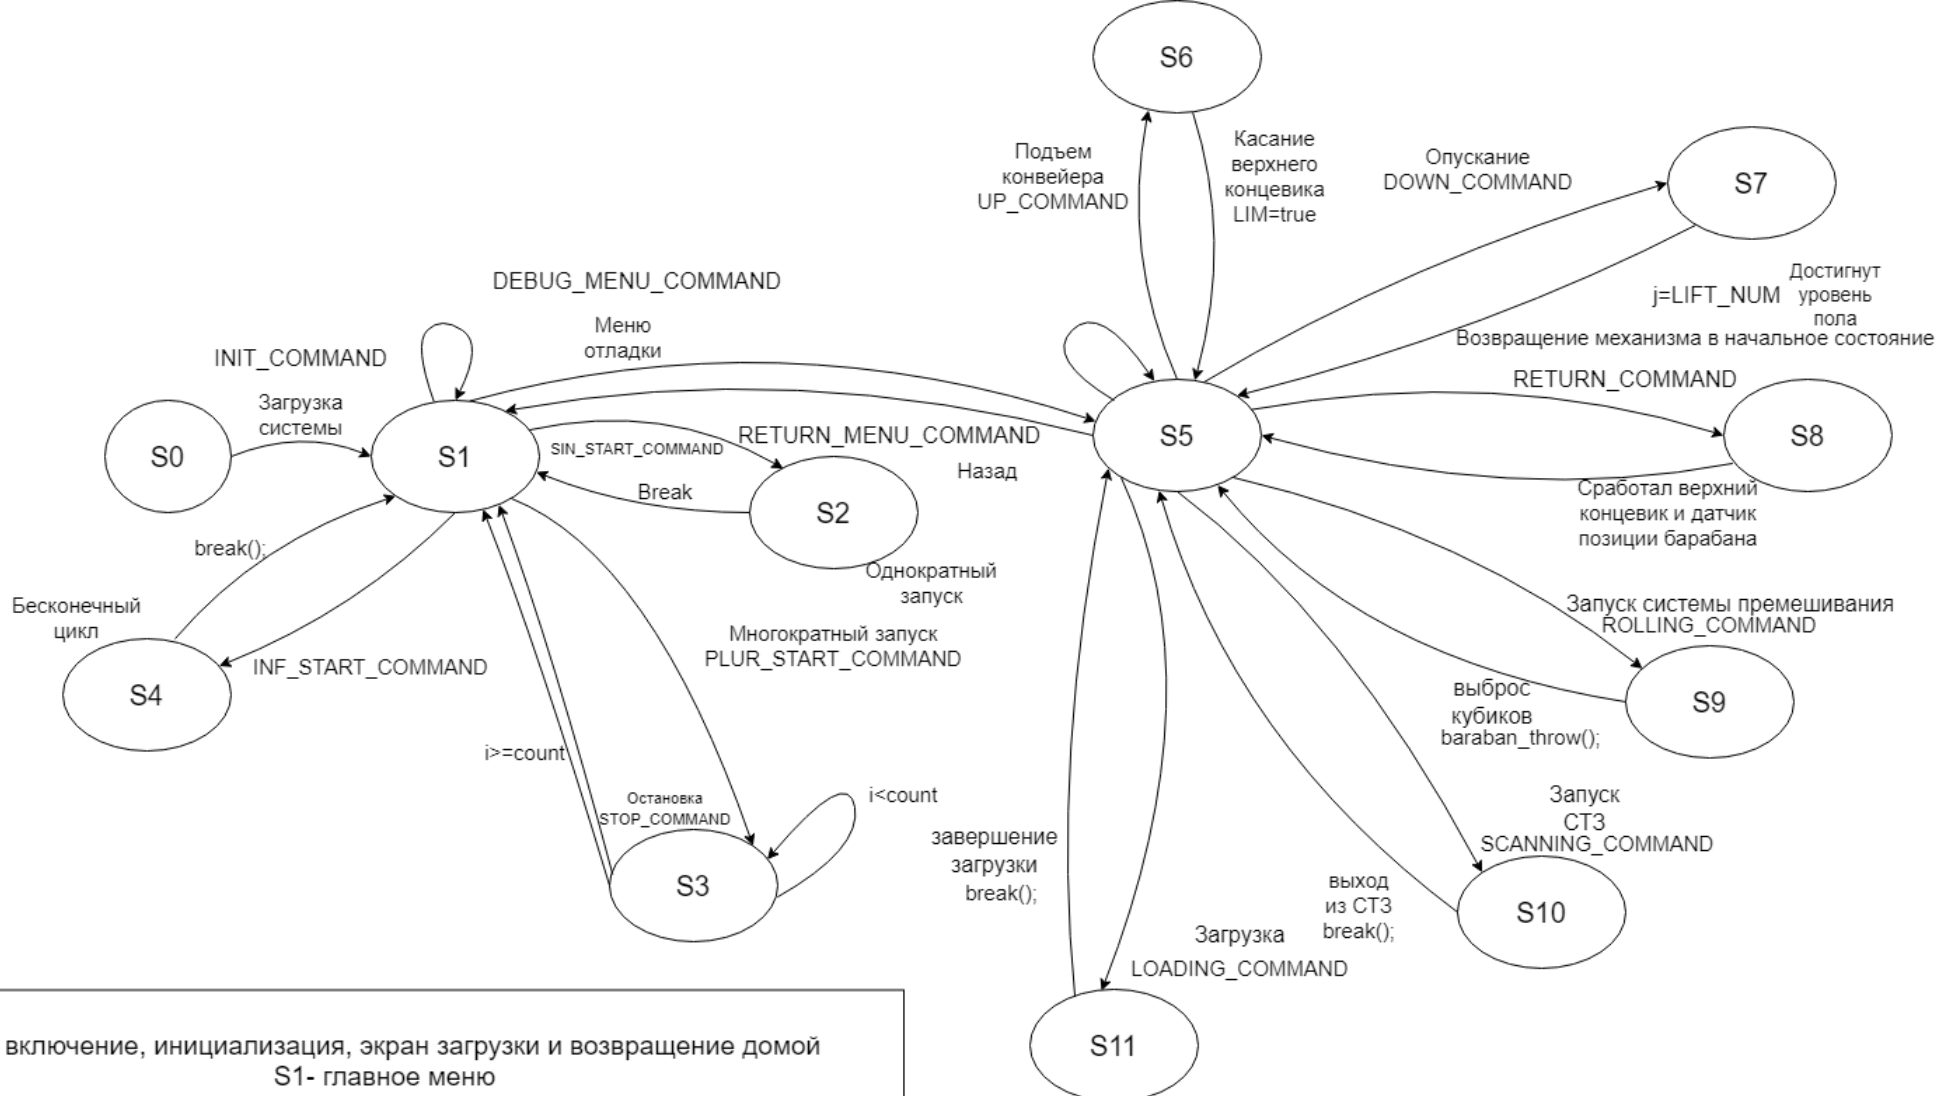 S6
Подъем
конвейера
UP_COMMAND
Касание
верхнего
концевика
LIM=true
Опускание
DOWN_COMMAND
S7
DEBUG_MENU_COMMAND
Меню
отладки
j=LIFT_NUM
Достигнут
уровень
пола
Возвращение механизма в начальное состояние
RETURN_COMMAND
INIT_COMMAND
Загрузка
системы
S0
S1
SIN_START_COMMAND
RETURN_MENU_COMMAND
Назад
Break
S2
Однократный
запуск
S5
S8
Сработал верхний
концевик и датчик
позиции барабана
break();
Бесконечный
цикл
S4
INF_START_COMMAND
Многократный запуск
PLUR_START_COMMAND
Запуск системы премешивания
ROLLING_COMMAND
S9
выброс
кубиков
baraban_throw();
i>=count
Остановка
STOP_COMMAND
i<count
S3
завершение
загрузки
break();
Запуск
СТЗ
SCANNING_COMMAND
S10
выход
из СТЗ
break();
Загрузка
LOADING_COMMAND
S11
включение, инициализация, экран загрузки и возвращение домой
S1- главное меню